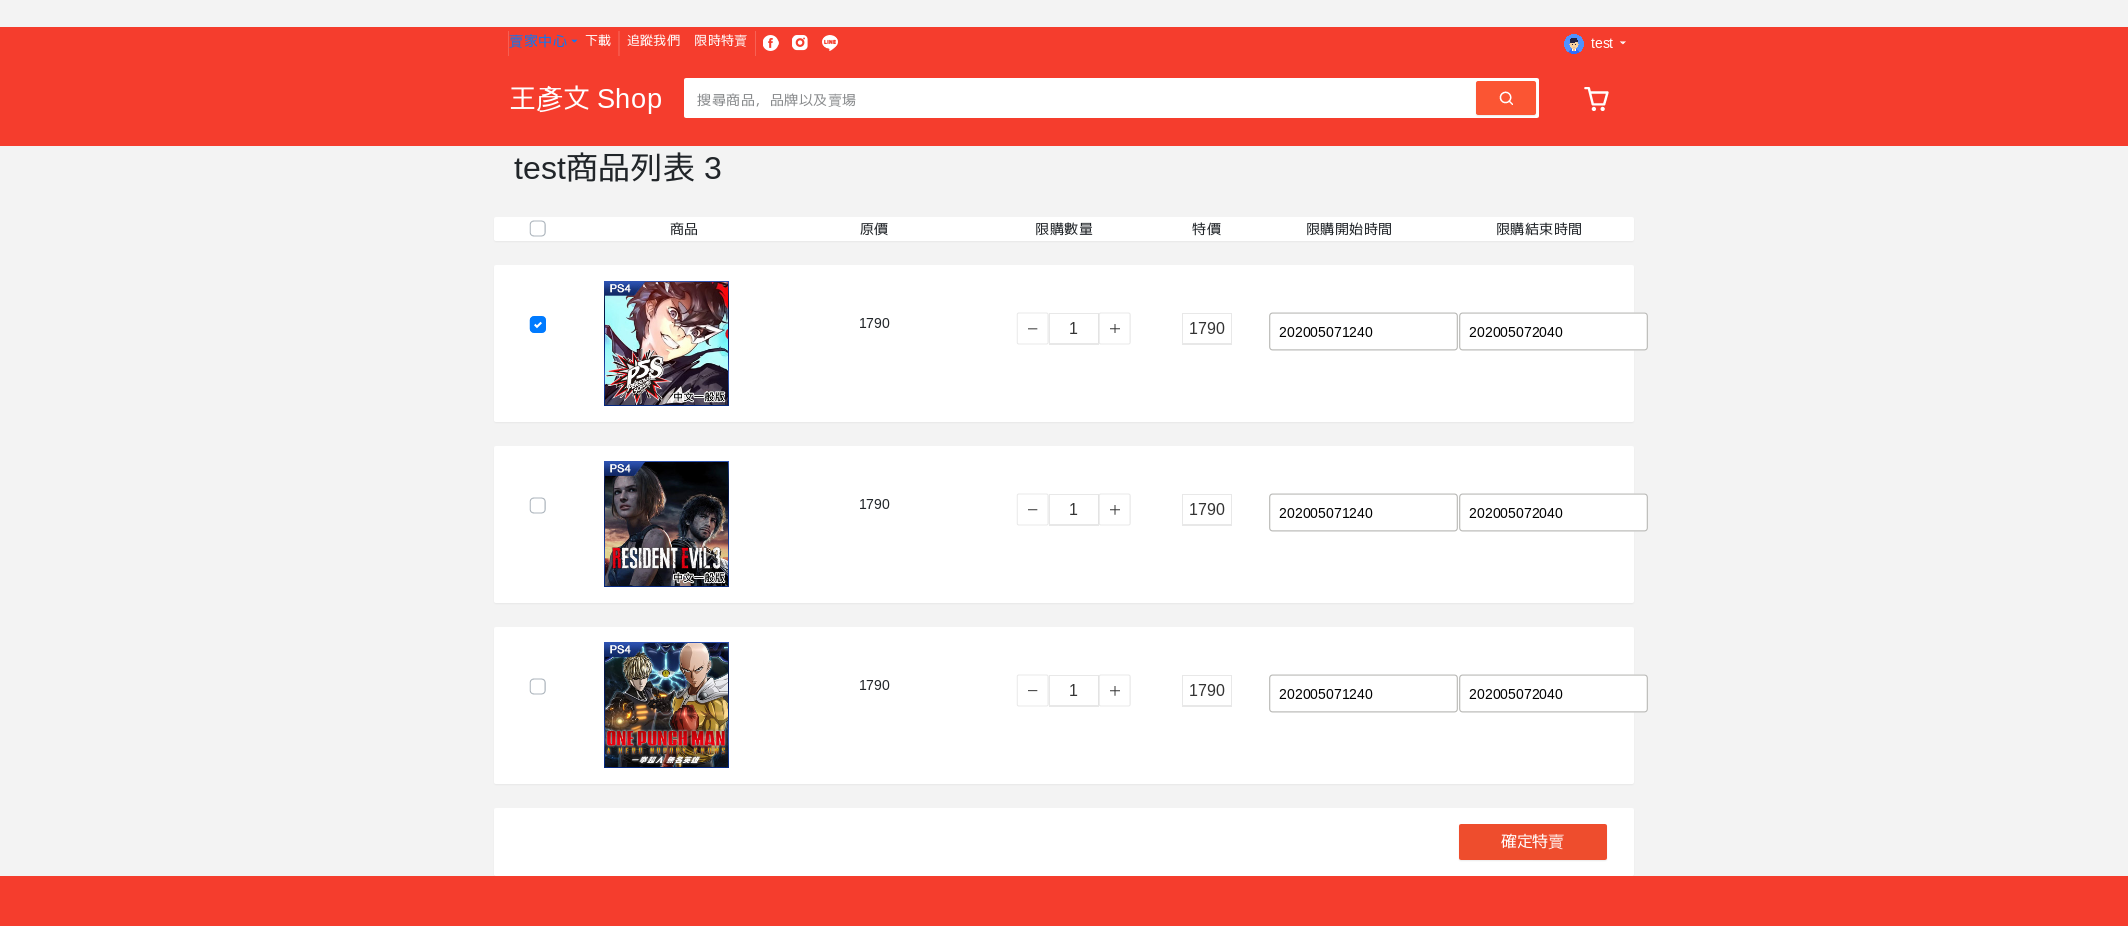 賣家中心 下載 追蹤我們 限時特賣 test
王彥文 Shop 搜尋商品，品牌以及賣場
test商品列表 3
商品 原價 限購數量 特價 限購開始時間 限購結束時間
PS4
P5S
中文一般版
1790 − 1 + 1790 202005071240 202005072040
PS4
RESIDENT EVIL 3
中文一般版
1790 − 1 + 1790 202005071240 202005072040
PS4
ONE PUNCH MAN
A HERO NOBODY KNOWS
一拳超人 無名英雄
1790 − 1 + 1790 202005071240 202005072040
確定特賣